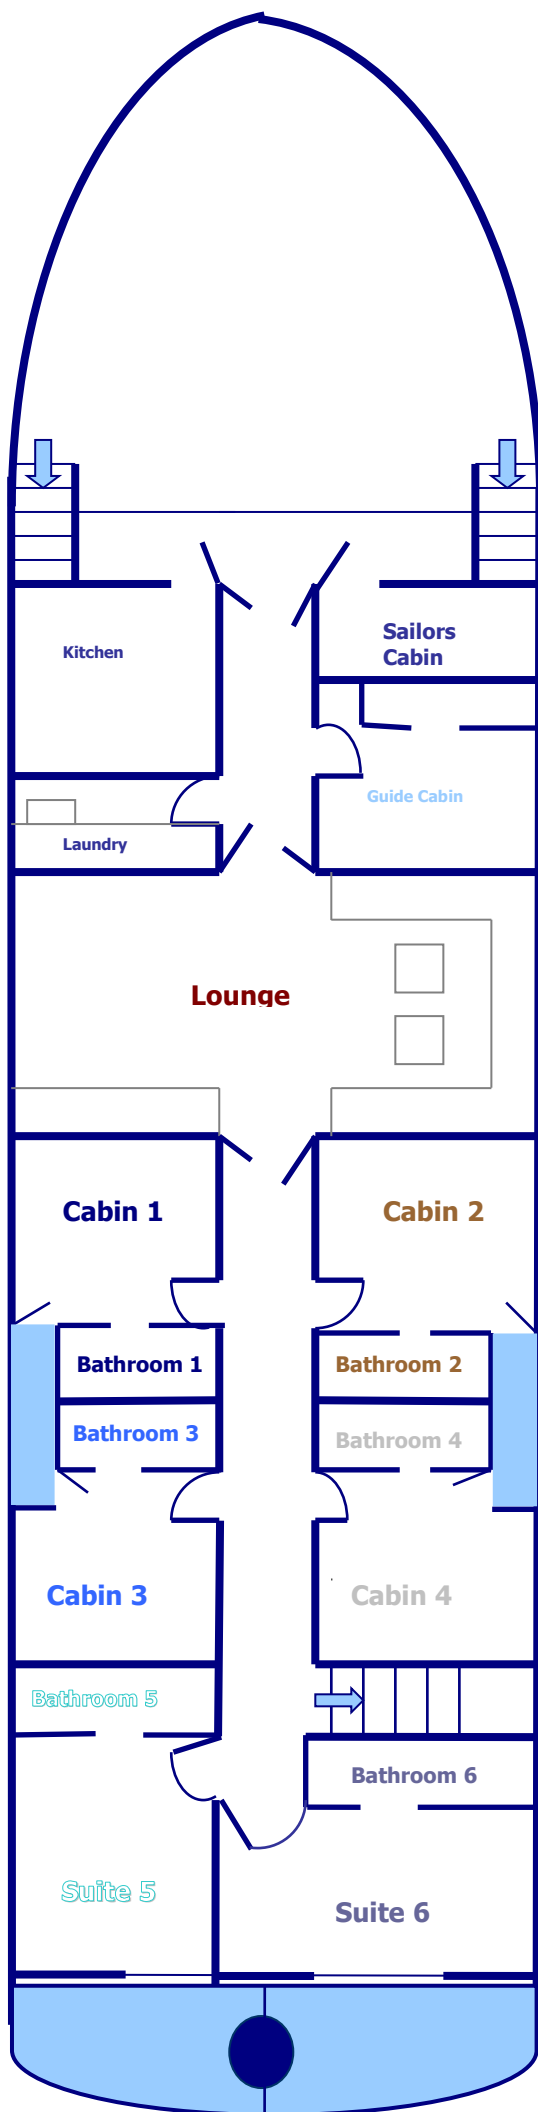 Sailors
Cabin
Kitchen
Guide Cabin
Laundry
Lounge
Cabin 1
Cabin 2
Bathroom 1
Bathroom 2
Bathroom 3
Bathroom 4
Cabin 3
Cabin 4
Bathroom 5
Bathroom 6
Suite 5
Suite 6